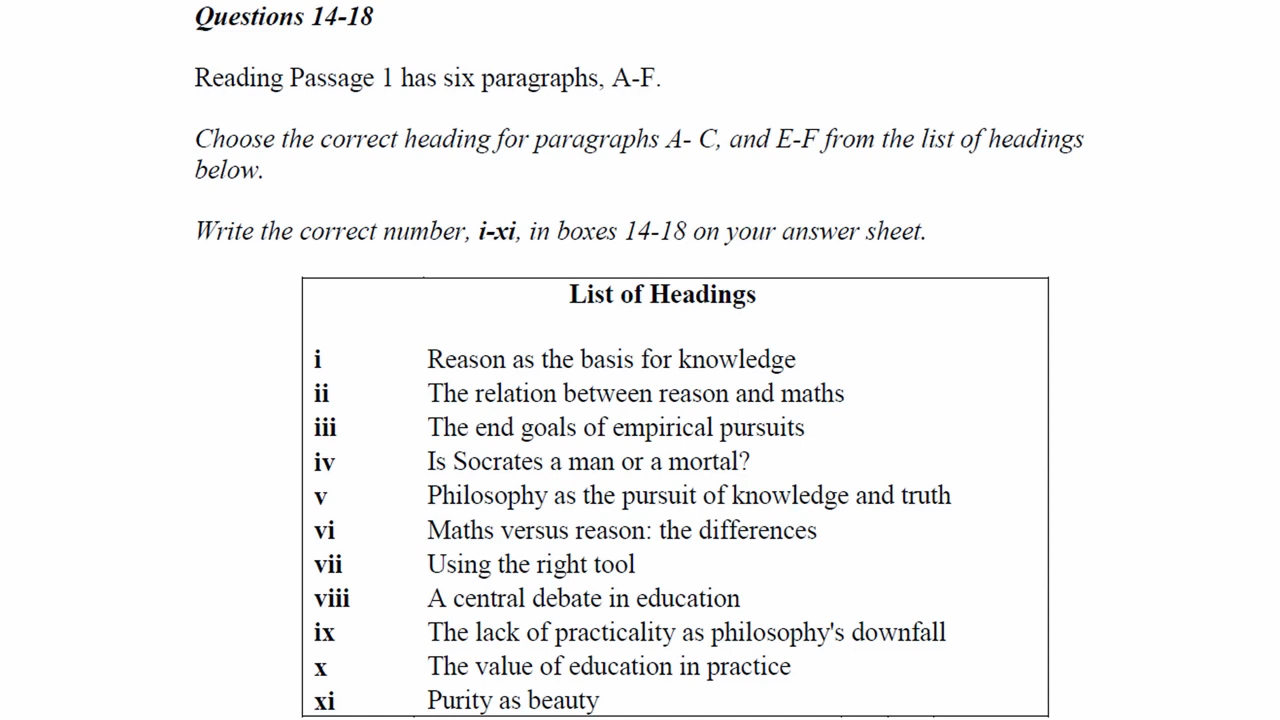 Questions 14-18
Reading Passage 1 has six paragraphs, A-F.
Choose the correct heading for paragraphs A- C, and E-F from the list of headings
below.
Write the correct number, i-xi, in boxes 14-18 on your answer sheet.
List of Headings
i Reason as the basis for knowledge
ii The relation between reason and maths
iii The end goals of empirical pursuits
iv Is Socrates a man or a mortal?
v Philosophy as the pursuit of knowledge and truth
vi Maths versus reason: the differences
vii Using the right tool
viii A central debate in education
ix The lack of practicality as philosophy's downfall
x The value of education in practice
xi Purity as beauty